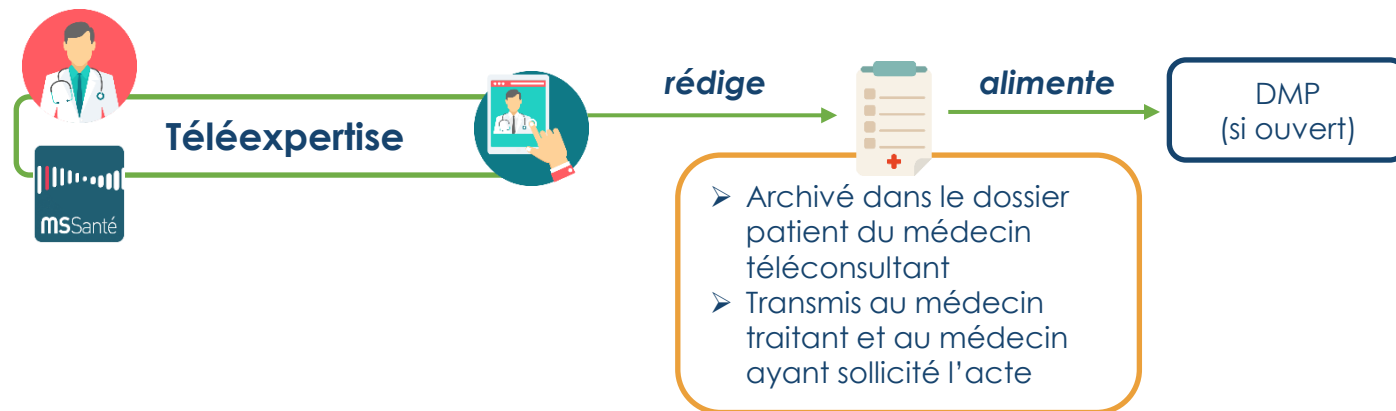 Téléexpertise
MSSanté
rédige
alimente
DMP
(si ouvert)
➢ Archivé dans le dossier
patient du médecin
téléconsultant
➢ Transmis au médecin
traitant et au médecin
ayant sollicité l’acte